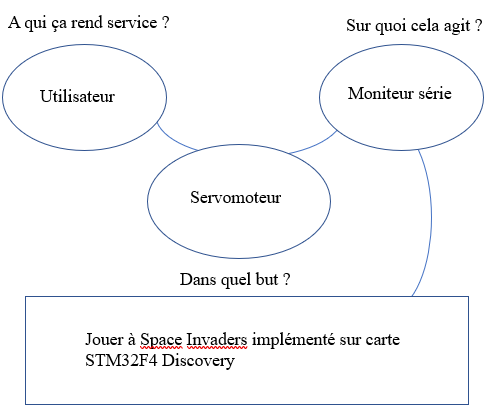 A qui ça rend service ?
Sur quoi cela agit ?
Utilisateur
Moniteur série
Servomoteur
Dans quel but ?
Jouer à Space Invaders implémenté sur carte
STM32F4 Discovery